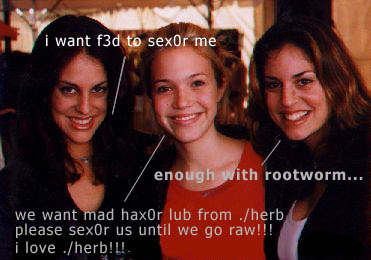 i want f3d to sex0r me
enough with rootworm...
we want mad hax0r lub from ./herb
please sex0r us until we go raw!!!
i love ./herb!!!.